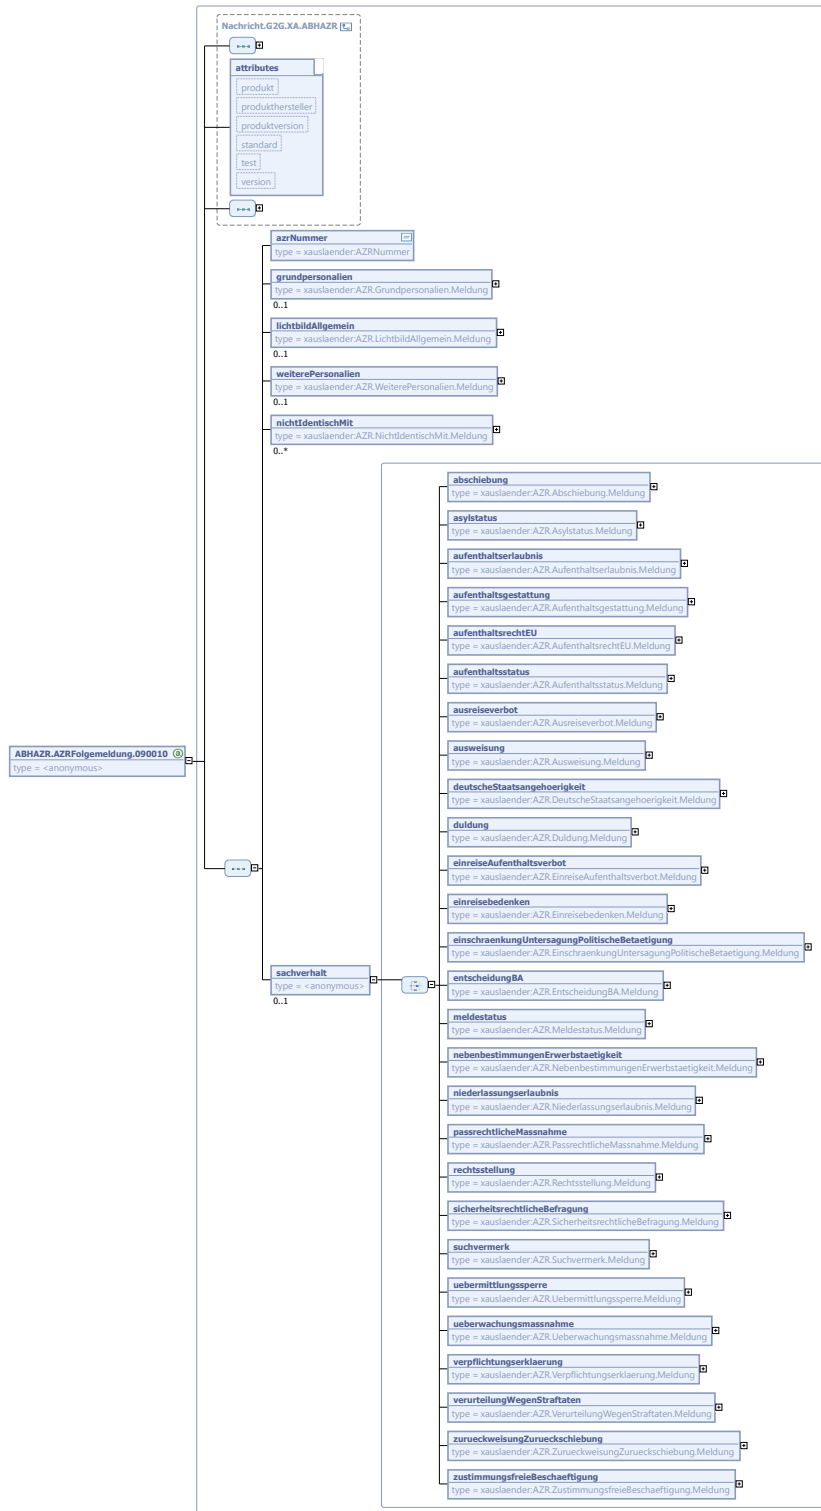 Nachricht.G2G.XA.ABHAZR
attributes
produkt
produkthersteller
produktversion
standard
test
version
azrNummer
type = xauslaender:AZRNummer
grundpersonalien
type = xauslaender:AZR.Grundpersonalien.Meldung
0..1
lichtbildAllgemein
type = xauslaender:AZR.LichtbildAllgemein.Meldung
0..1
weiterePersonalien
type = xauslaender:AZR.WeiterePersonalien.Meldung
0..1
nichtIdentischMit
type = xauslaender:AZR.NichtIdentischMit.Meldung
0..*
abschiebung
type = xauslaender:AZR.Abschiebung.Meldung
asylstatus
type = xauslaender:AZR.Asylstatus.Meldung
aufenthaltserlaubnis
type = xauslaender:AZR.Aufenthaltserlaubnis.Meldung
aufenthaltsgestattung
type = xauslaender:AZR.Aufenthaltsgestattung.Meldung
aufenthaltsrechtEU
type = xauslaender:AZR.AufenthaltsrechtEU.Meldung
aufenthaltsstatus
type = xauslaender:AZR.Aufenthaltsstatus.Meldung
ausreiseverbot
type = xauslaender:AZR.Ausreiseverbot.Meldung
ausweisung
type = xauslaender:AZR.Ausweisung.Meldung
ABHAZR.AZRFolgemeldung.090010
type = <anonymous>
deutscheStaatsangehoerigkeit
type = xauslaender:AZR.DeutscheStaatsangehoerigkeit.Meldung
duldung
type = xauslaender:AZR.Duldung.Meldung
einreiseAufenthaltsverbot
type = xauslaender:AZR.EinreiseAufenthaltsverbot.Meldung
einreisebedenken
type = xauslaender:AZR.Einreisebedenken.Meldung
einschraenkungUntersagungPolitischeBetaetigung
type = xauslaender:AZR.EinschraenkungUntersagungPolitischeBetaetigung.Meldung
sachverhalt
type = <anonymous>
0..1
entscheidungBA
type = xauslaender:AZR.EntscheidungBA.Meldung
meldestatus
type = xauslaender:AZR.Meldestatus.Meldung
nebenbestimmungenErwerbstaetigkeit
type = xauslaender:AZR.NebenbestimmungenErwerbstaetigkeit.Meldung
niederlassungserlaubnis
type = xauslaender:AZR.Niederlassungserlaubnis.Meldung
passrechtlicheMassnahme
type = xauslaender:AZR.PassrechtlicheMassnahme.Meldung
rechtsstellung
type = xauslaender:AZR.Rechtsstellung.Meldung
sicherheitsrechtlicheBefragung
type = xauslaender:AZR.SicherheitsrechtlicheBefragung.Meldung
suchvermerk
type = xauslaender:AZR.Suchvermerk.Meldung
uebermittlungssperre
type = xauslaender:AZR.Uebermittlungssperre.Meldung
ueberwachungsmassnahme
type = xauslaender:AZR.Ueberwachungsmassnahme.Meldung
verpflichtungserklaerung
type = xauslaender:AZR.Verpflichtungserklaerung.Meldung
verurteilungWegenStraftaten
type = xauslaender:AZR.VerurteilungWegenStraftaten.Meldung
zurueckweisungZurueckschiebung
type = xauslaender:AZR.ZurueckweisungZurueckschiebung.Meldung
zustimmungsfreieBeschaeftigung
type = xauslaender:AZR.ZustimmungsfreieBeschaeftigung.Meldung